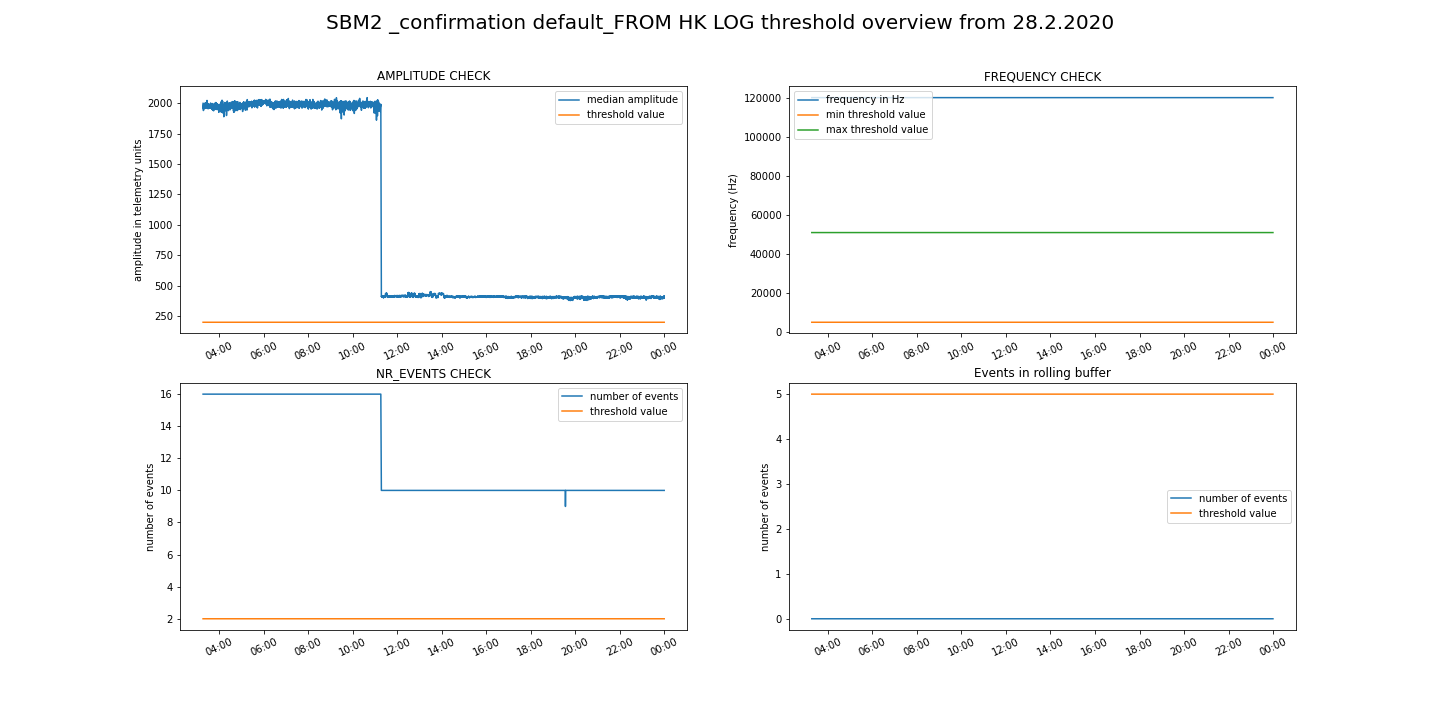 SBM2 _confirmation default_FROM HK LOG threshold overview from 28.2.2020
AMPLITUDE CHECK
amplitude in telemetry units
2000
1750
1500
1250
1000
750
500
250
median amplitude
threshold value
04:00 06:00 08:00 10:00 12:00 14:00 16:00 18:00 20:00 22:00 00:00
FREQUENCY CHECK
frequency (Hz)
120000
100000
80000
60000
40000
20000
0
frequency in Hz
min threshold value
max threshold value
04:00 06:00 08:00 10:00 12:00 14:00 16:00 18:00 20:00 22:00 00:00
NR_EVENTS CHECK
number of events
16
14
12
10
8
6
4
2
number of events
threshold value
04:00 06:00 08:00 10:00 12:00 14:00 16:00 18:00 20:00 22:00 00:00
Events in rolling buffer
number of events
5
4
3
2
1
0
number of events
threshold value
04:00 06:00 08:00 10:00 12:00 14:00 16:00 18:00 20:00 22:00 00:00